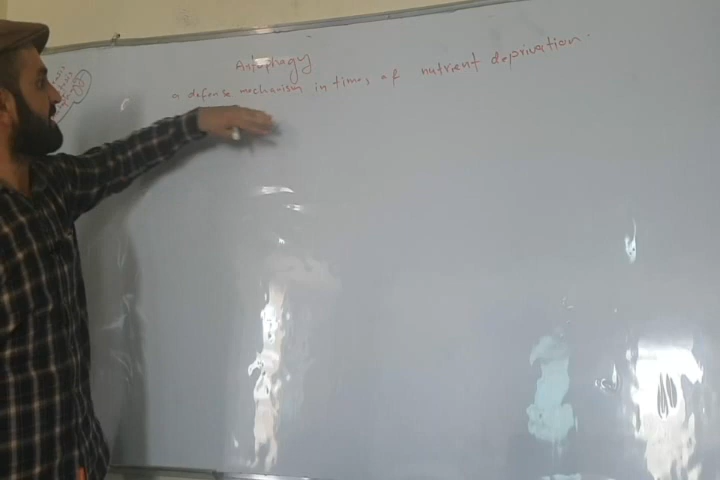 Autophagy
a defense mechanism in times of nutrient deprivation.